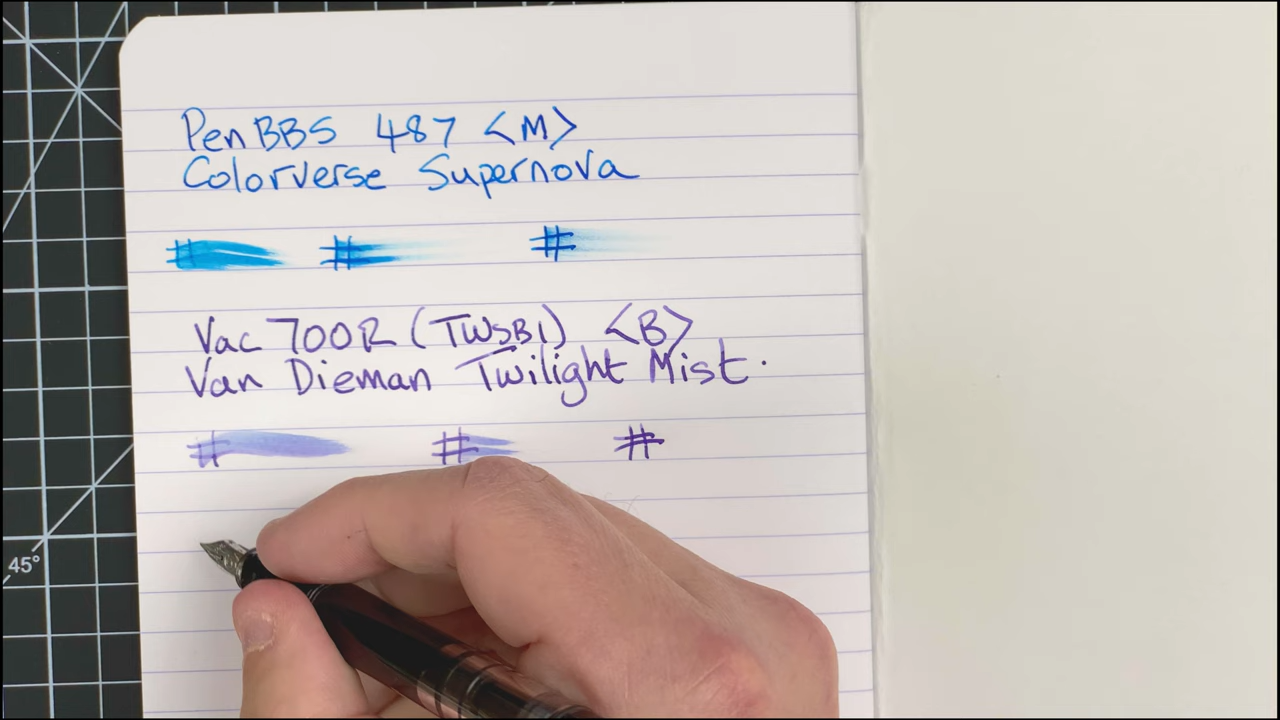 PenBBS 487 <M>
Colorverse Supernova
# # #
Vac 700R (TWSBI) <B>
Van Dieman Twilight Mist.
# # #
45°